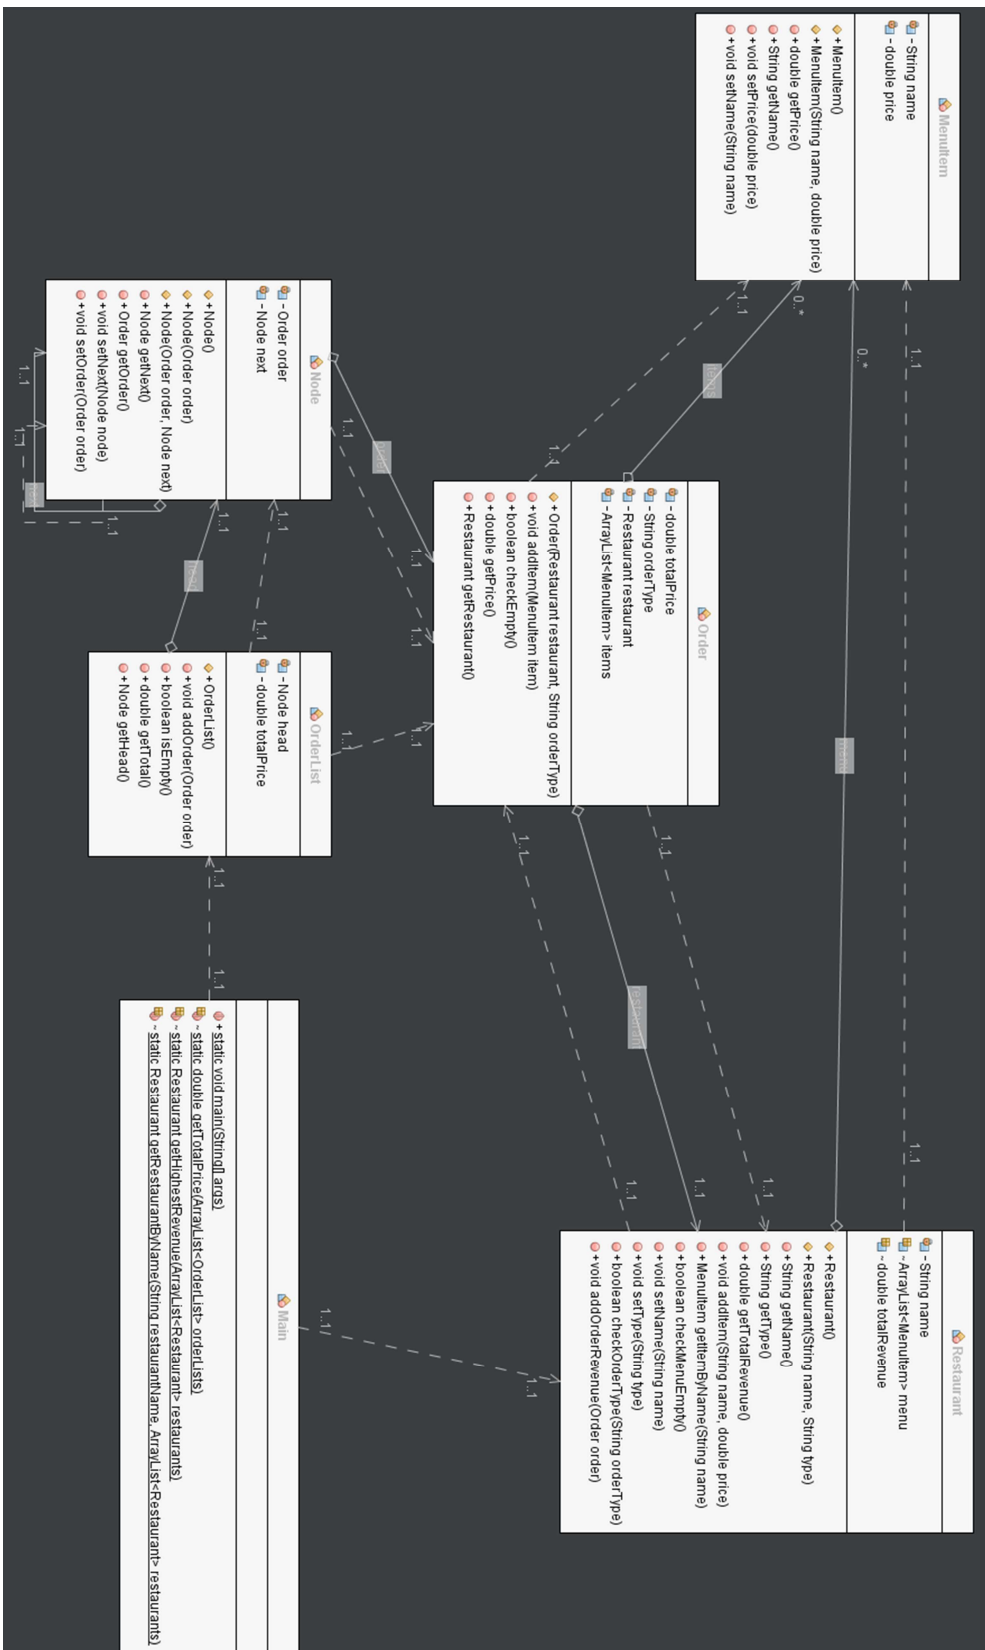 MenuItem
- String name
- double price
+ MenuItem()
+ MenuItem(String name, double price)
+ double getPrice()
+ String getName()
+ void setPrice(double price)
+ void setName(String name)
1..1
1..1
0..*
menu
0..*
items
1..1
1..1
Restaurant
- String name
~ ArrayList<MenuItem> menu
~ double totalRevenue
+ Restaurant()
+ Restaurant(String name, String type)
+ String getName()
+ String getType()
+ double getTotalRevenue()
+ void addItem(String name, double price)
+ MenuItem getItemByName(String name)
+ boolean checkMenuEmpty()
+ void setName(String name)
+ void setType(String type)
+ boolean checkOrderType(String orderType)
+ void addOrderRevenue(Order order)
Order
- double totalPrice
- String orderType
- Restaurant restaurant
- ArrayList<MenuItem> items
+ Order(Restaurant restaurant, String orderType)
+ void addItem(MenuItem item)
+ boolean checkEmpty()
+ double getPrice()
+ Restaurant getRestaurant()
1..1
1..1
restaurant
1..1
1..1
1..1
Node
- Order order
- Node next
+ Node()
+ Node(Order order)
+ Node(Order order, Node next)
+ Node getNext()
+ Order getOrder()
+ void setNext(Node node)
+ void setOrder(Order order)
order
1..1
1..1
1..1
1..1
1..1
1..1
next
head
1..1
1..1
1..1
OrderList
- Node head
- double totalPrice
+ OrderList()
+ void addOrder(Order order)
+ boolean isEmpty()
+ double getTotal()
+ Node getHead()
1..1
1..1
1..1
1..1
Main
+ static void main(String[] args)
~ static double getTotalPrice(ArrayList<OrderList> orderLists)
~ static Restaurant getHighestRevenue(ArrayList<Restaurant> restaurants)
~ static Restaurant getRestaurantByName(String restaurantName, ArrayList<Restaurant> restaurants)
1..1
1..1